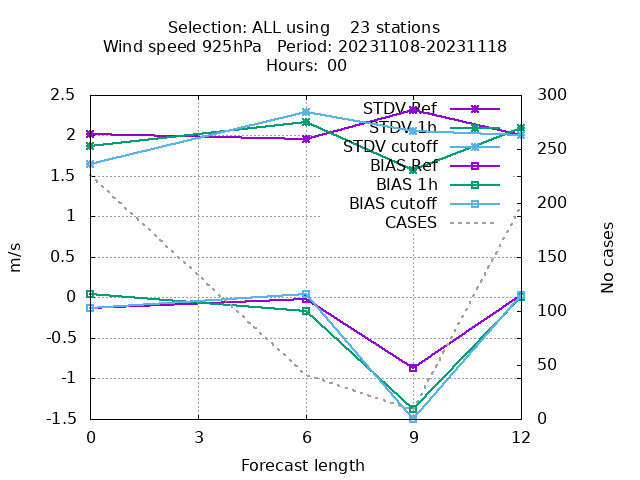 Selection: ALL using    23 stations
Wind speed 925hPa   Period: 20231108-20231118
Hours:  00
2.5
2
1.5
1
0.5
0
-0.5
-1
-1.5
m/s
STDV Ref
STDV 1h
STDV cutoff
BIAS Ref
BIAS 1h
BIAS cutoff
CASES
300
250
200
150
100
50
0
No cases
0 3 6 9 12
Forecast length